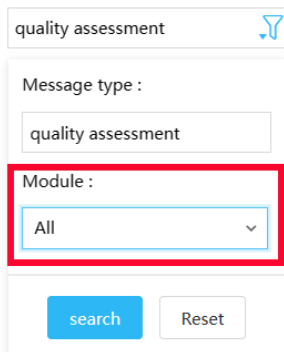 quality assessment
Message type :
quality assessment
Module :
All
search Reset